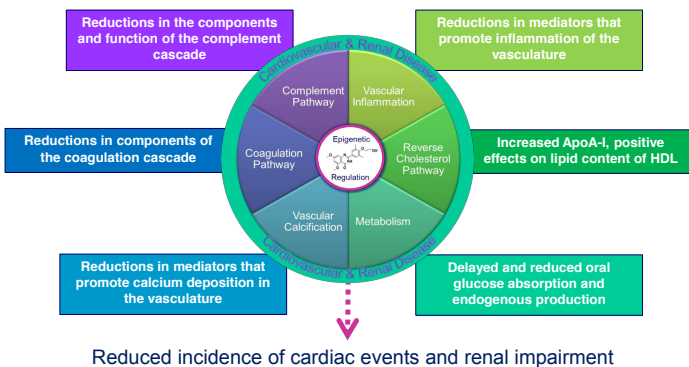 Reductions in the components
and function of the complement
cascade
Reductions in mediators that
promote inflammation of the
vasculature
Cardiovascular & Renal Disease
Complement
Pathway
Vascular
Inflammation
Reductions in components of
the coagulation cascade
Coagulation
Pathway
Epigenetic
Regulation
Reverse
Cholesterol
Pathway
Increased ApoA-I, positive
effects on lipid content of HDL
Vascular
Calcification
Metabolism
Cardiovascular & Renal Disease
Reductions in mediators that
promote calcium deposition in
the vasculature
Delayed and reduced oral
glucose absorption and
endogenous production
Reduced incidence of cardiac events and renal impairment